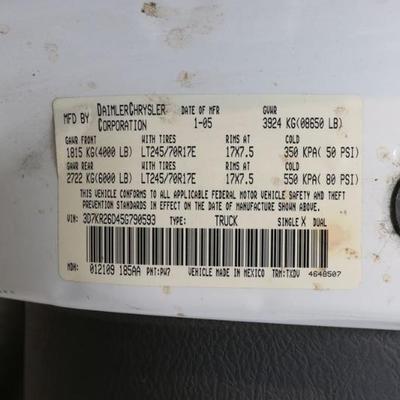 MFD BY DAIMLERCHRYSLER CORPORATION DATE OF MFR 1-05 GVWR 3924 KG(08650 LB)
GAWR FRONT WITH TIRES RIMS AT COLD
1815 KG(4000 LB) LT245/70R17E 17X7.5 350 KPA( 50 PSI)
GAWR REAR WITH TIRES RIMS AT COLD
2722 KG(6000 LB) LT245/70R17E 17X7.5 550 KPA( 80 PSI)
THIS VEHICLE CONFORMS TO ALL APPLICABLE FEDERAL MOTOR VEHICLE SAFETY
STANDARDS IN EFFECT ON THE DATE OF MANUFACTURE SHOWN ABOVE.
VIN: 3D7KR26D45G790593 TYPE: TRUCK SINGLE X DUAL
MDH: 012109 185AA PNT: PW7 VEHICLE MADE IN MEXICO TRM: TXDV 4648507